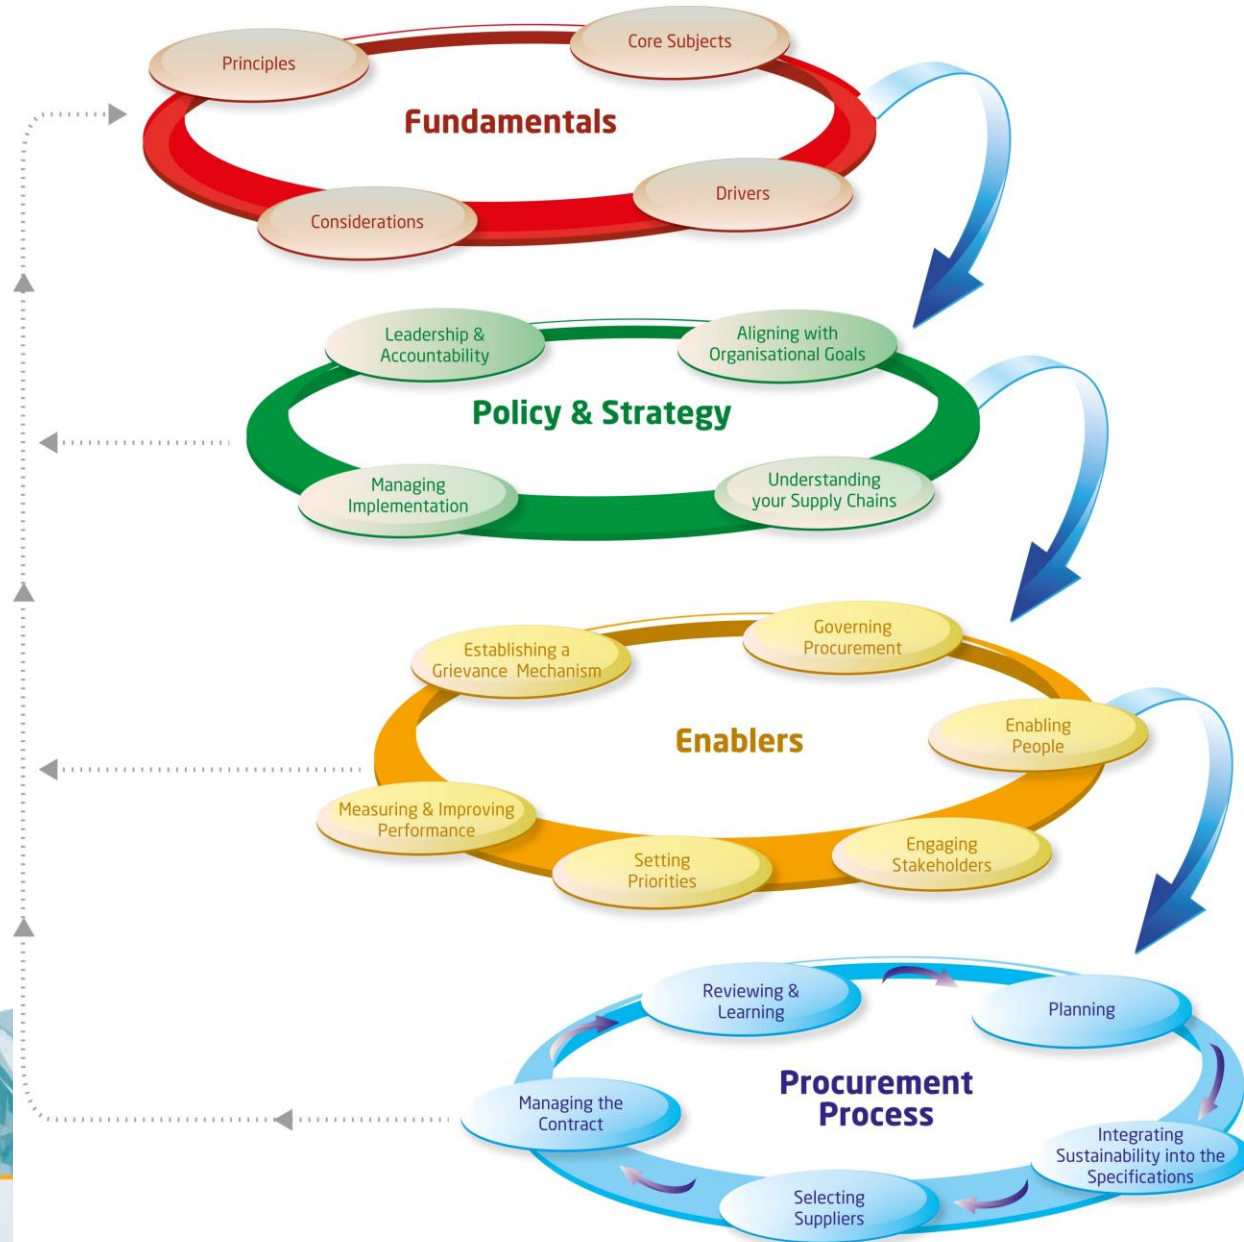 Principles
Core Subjects
Fundamentals
Considerations
Drivers
Leadership &
Accountability
Aligning with
Organisational Goals
Policy & Strategy
Managing
Implementation
Understanding
your Supply Chains
Establishing a
Grievance Mechanism
Governing
Procurement
Enabling
People
Enablers
Measuring & Improving
Performance
Setting
Priorities
Engaging
Stakeholders
Reviewing &
Learning
Planning
Procurement
Process
Managing the
Contract
Integrating
Sustainability into the
Specifications
Selecting
Suppliers